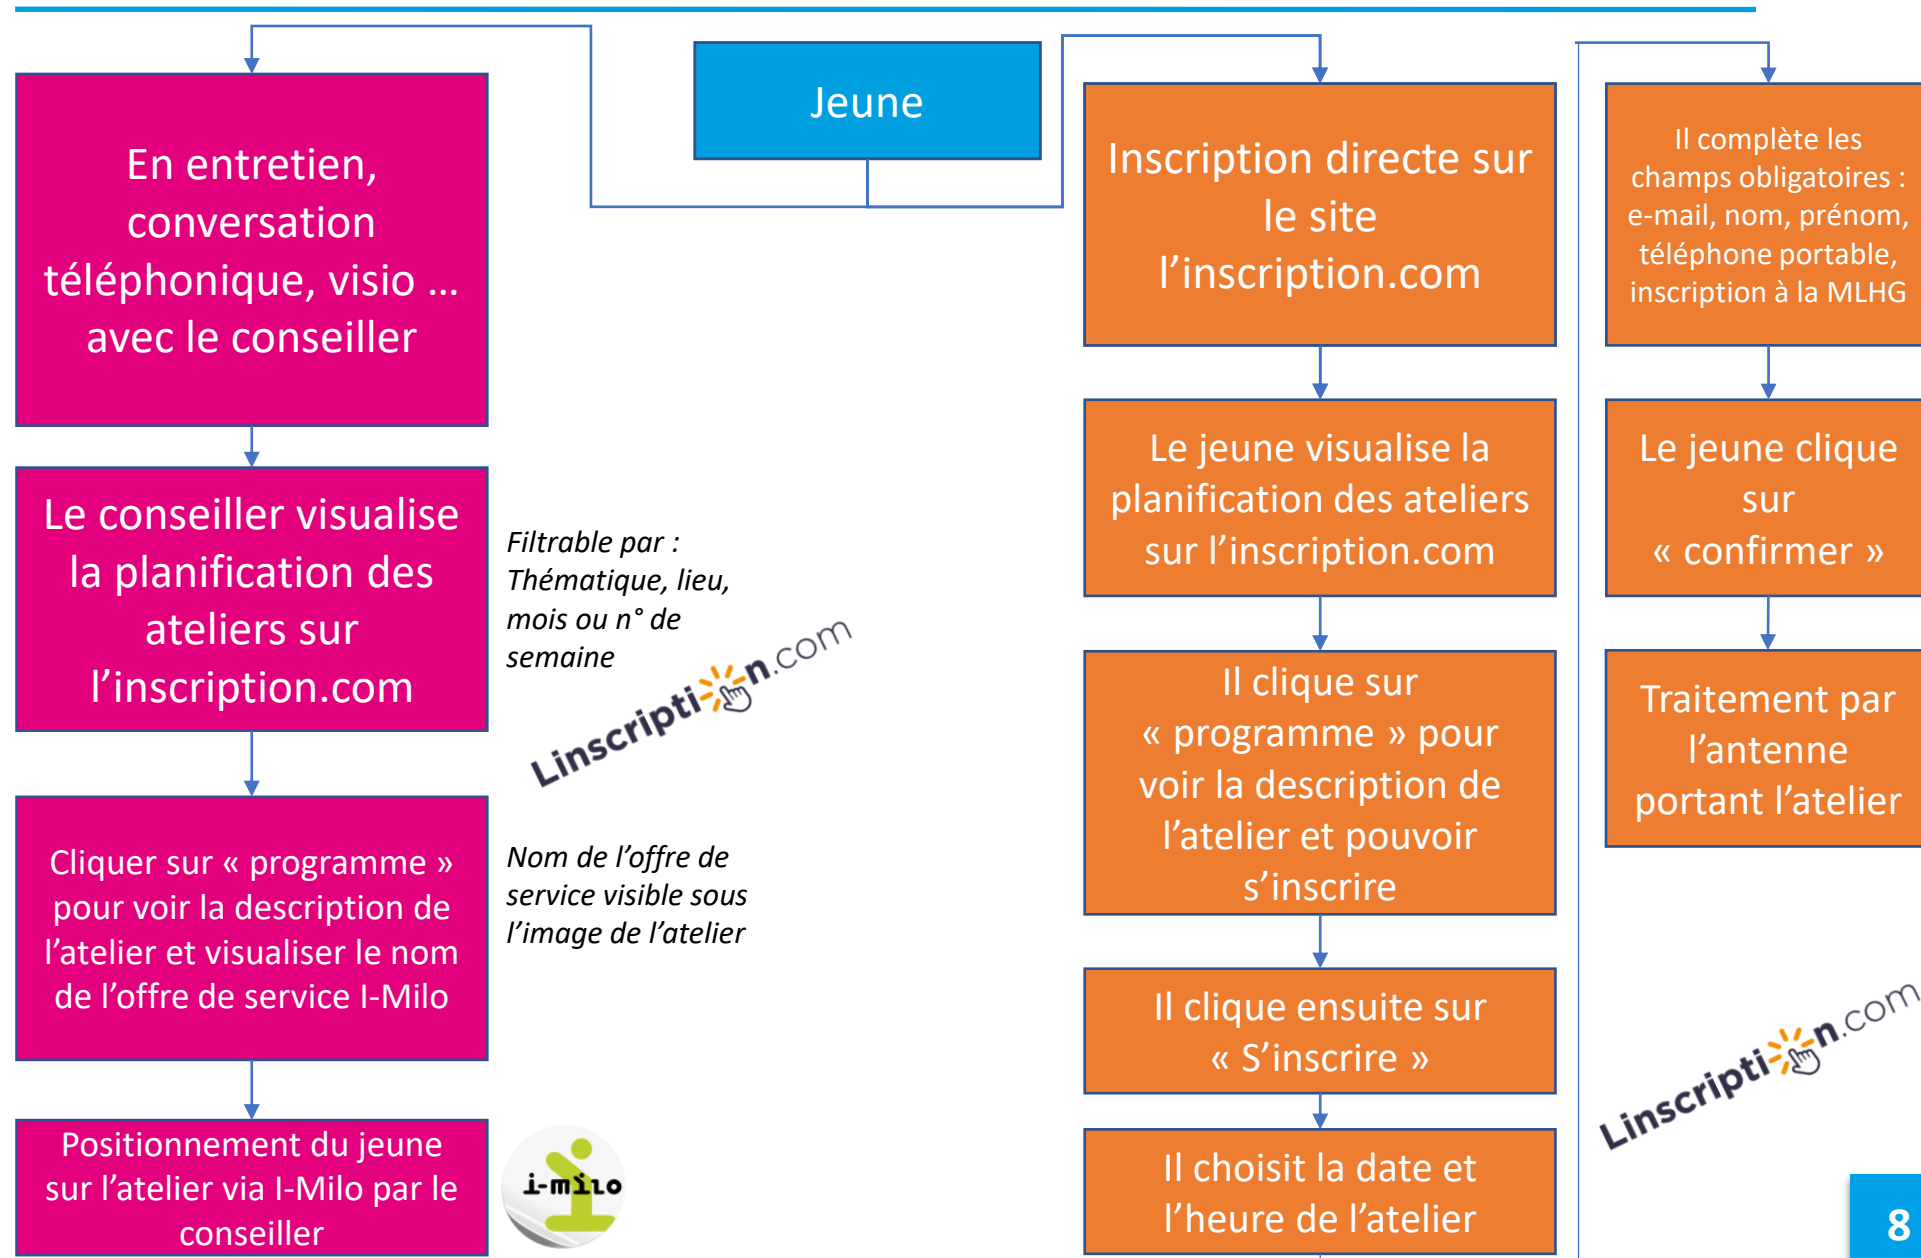 Jeune
En entretien,
conversation
téléphonique, visio …
avec le conseiller
Le conseiller visualise
la planification des
ateliers sur
l’inscription.com
Filtrable par :
Thématique, lieu,
mois ou n° de
semaine
Linscription.com
Cliquer sur « programme »
pour voir la description de
l’atelier et visualiser le nom
de l’offre de service I-Milo
Nom de l’offre de
service visible sous
l’image de l’atelier
Positionnement du jeune
sur l’atelier via I-Milo par le
conseiller
i-milo
Inscription directe sur
le site
l’inscription.com
Le jeune visualise la
planification des ateliers
sur l’inscription.com
Il clique sur
« programme » pour
voir la description de
l’atelier et pouvoir
s’inscrire
Il clique ensuite sur
« S’inscrire »
Il choisit la date et
l’heure de l’atelier
Il complète les
champs obligatoires :
e-mail, nom, prénom,
téléphone portable,
inscription à la MLHG
Le jeune clique
sur
« confirmer »
Traitement par
l’antenne
portant l’atelier
Linscription.com
8